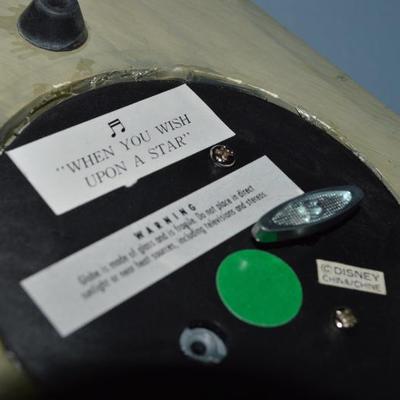 "WHEN YOU WISH
UPON A STAR"
WARNING
Globe is made of glass and is fragile. Do not place in direct
sunlight or near heat sources, including televisions and stereos.
© DISNEY
CHINA/CHINE